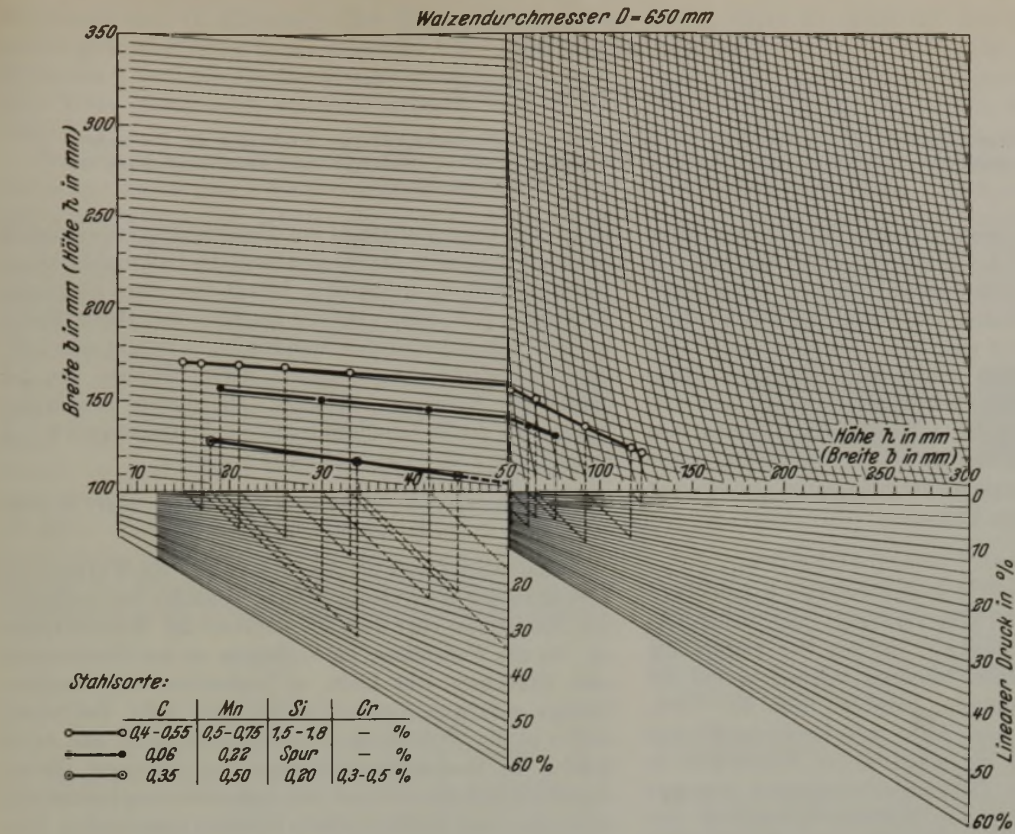 Walzendurchmesser D = 650 mm
350
300
250
200
150
100
Breite b in mm (Höhe h in mm)
10 20 30 40 50 100 150 200 250 300
Höhe h in mm
(Breite b in mm)
0
10
20
30
40
50
60%
Linearer Druck in %
20
30
40
50
60%
Stahlsorte:
C Mn Si Cr
0,4-0,55 0,5-0,75 1,5-1,8 — %
0,06 0,22 Spur — %
0,35 0,50 0,20 0,3-0,5 %